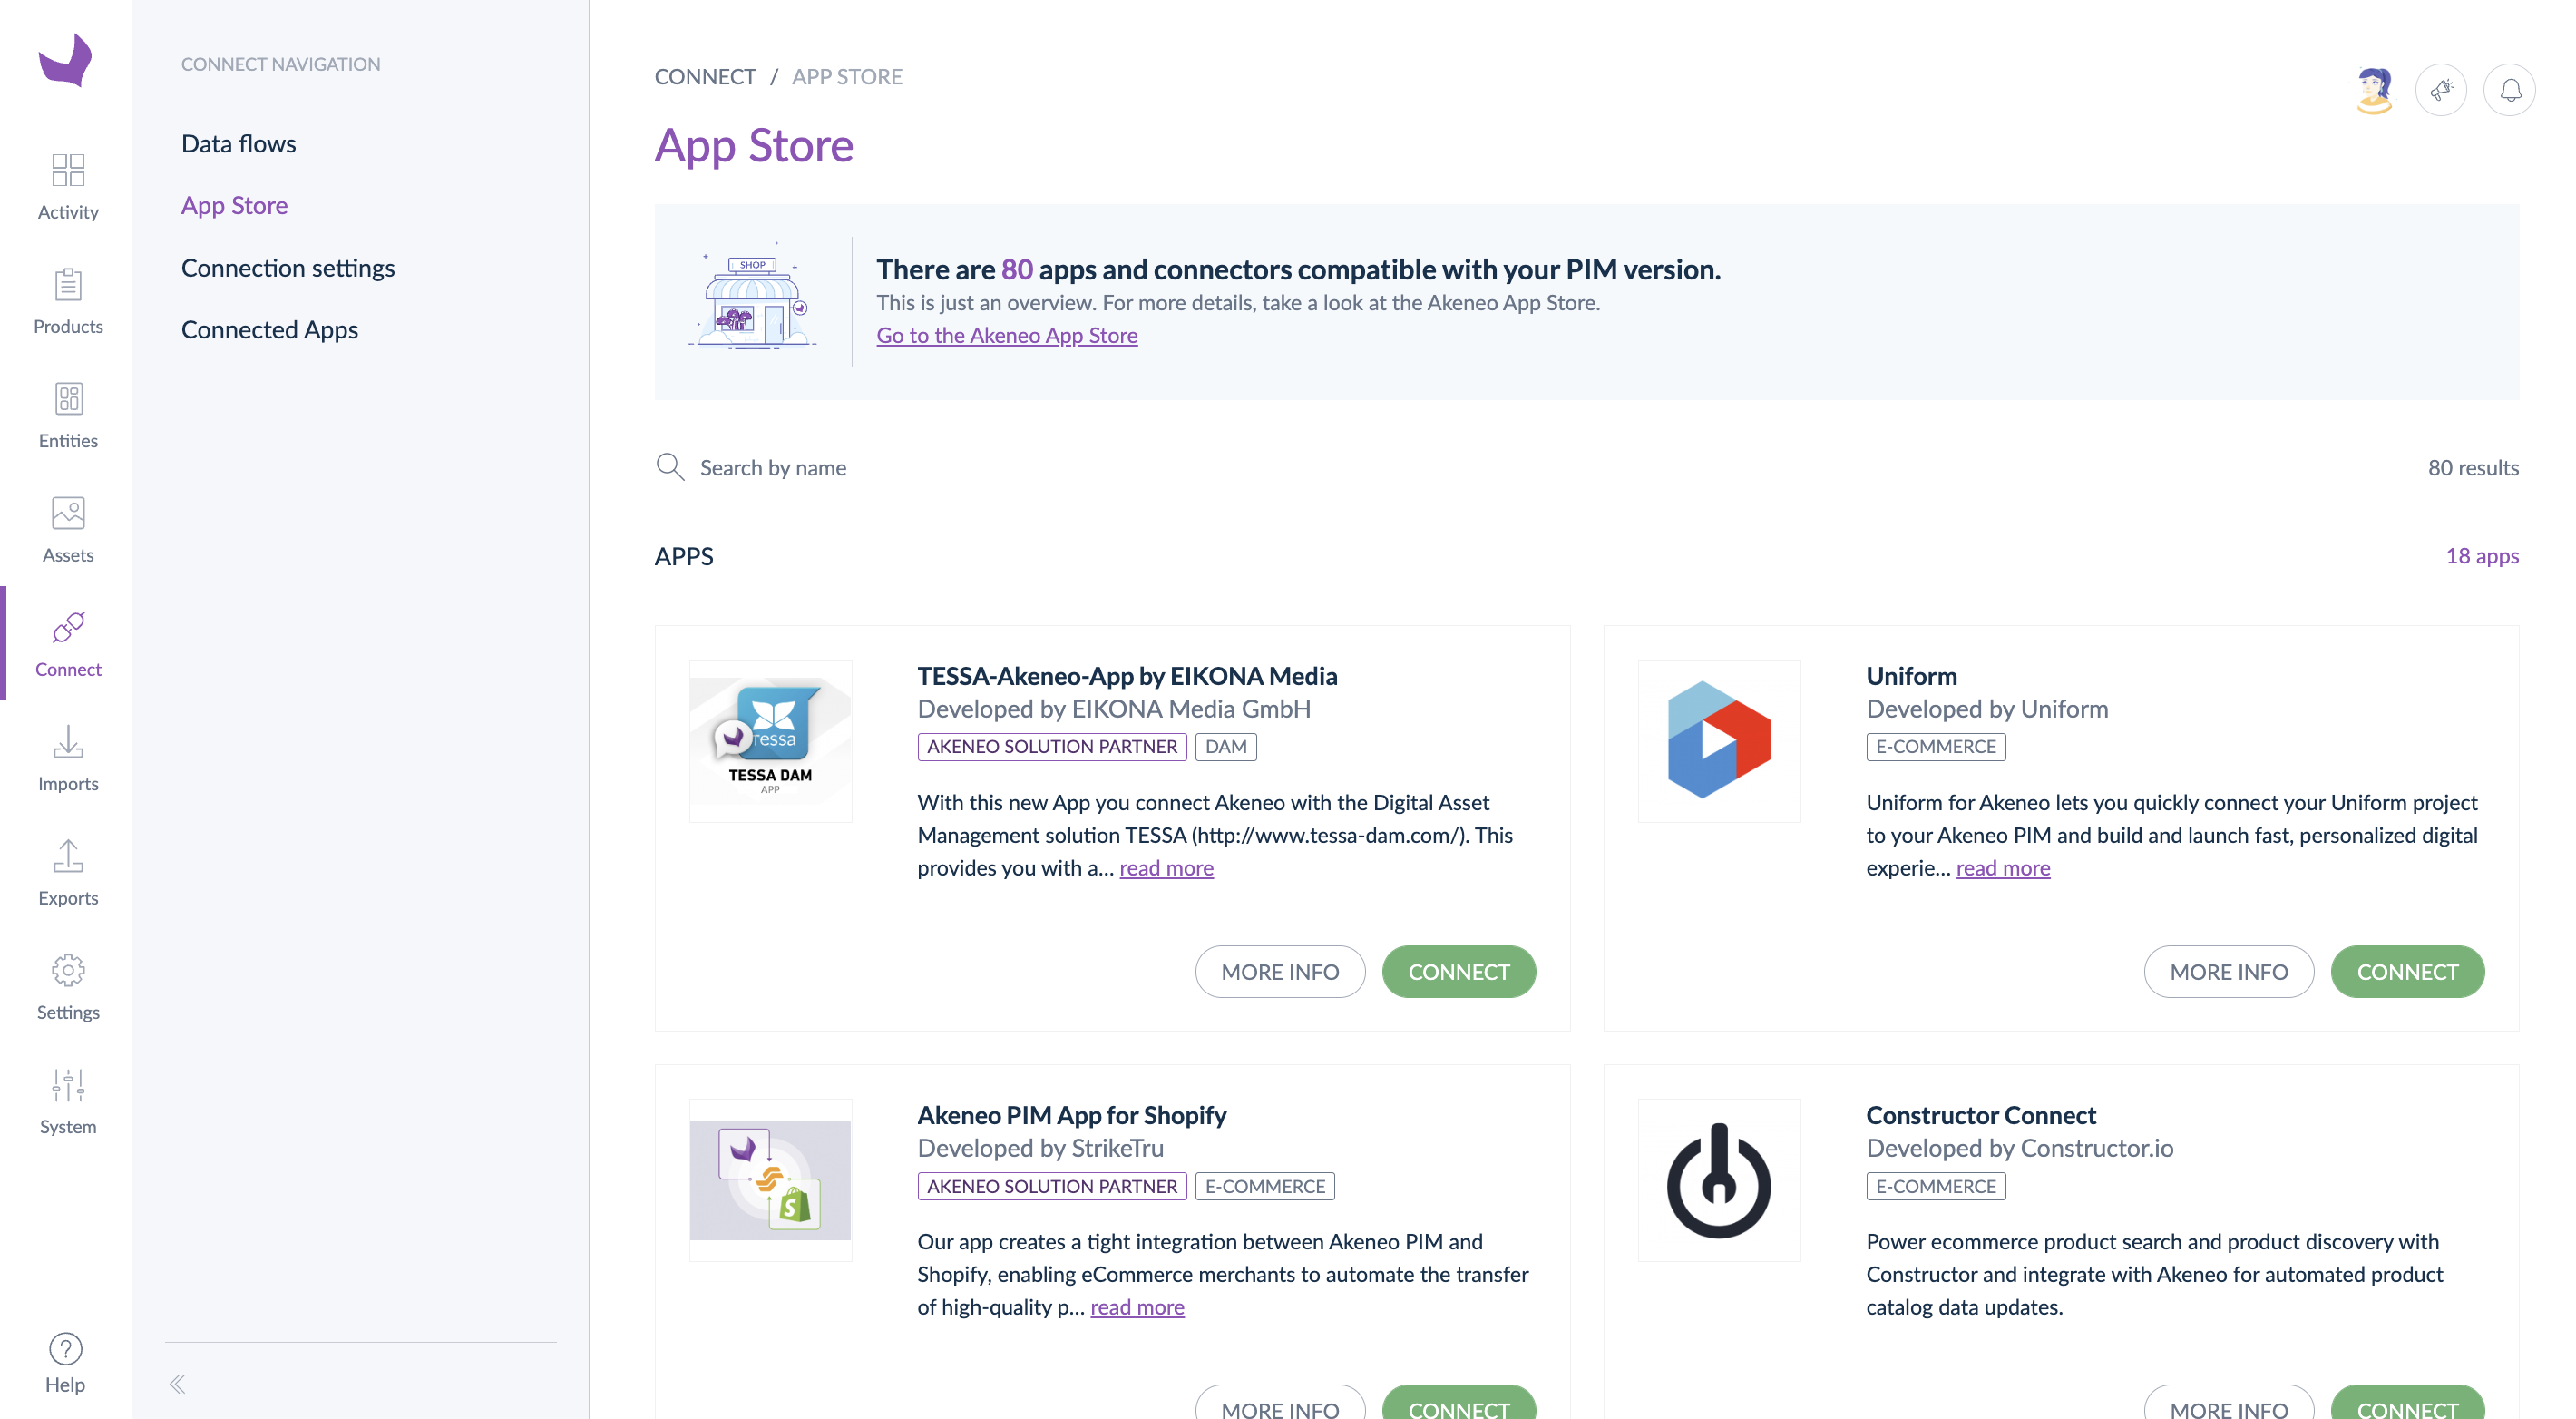 CONNECT NAVIGATION
Data flows
App Store
Connection settings
Connected Apps
Activity
Products
Entities
Assets
Connect
Imports
Exports
Settings
System
Help
CONNECT / APP STORE
App Store
SHOP
There are 80 apps and connectors compatible with your PIM version.
This is just an overview. For more details, take a look at the Akeneo App Store.
Go to the Akeneo App Store
Search by name
80 results
APPS
18 apps
Tessa
TESSA DAM
APP
TESSA-Akeneo-App by EIKONA Media
Developed by EIKONA Media GmbH
AKENEO SOLUTION PARTNER DAM
With this new App you connect Akeneo with the Digital Asset
Management solution TESSA (http://www.tessa-dam.com/). This
provides you with a... read more
MORE INFO CONNECT
Uniform
Developed by Uniform
E-COMMERCE
Uniform for Akeneo lets you quickly connect your Uniform project
to your Akeneo PIM and build and launch fast, personalized digital
experie... read more
MORE INFO CONNECT
Akeneo PIM App for Shopify
Developed by StrikeTru
AKENEO SOLUTION PARTNER E-COMMERCE
Our app creates a tight integration between Akeneo PIM and
Shopify, enabling eCommerce merchants to automate the transfer
of high-quality p... read more
MORE INFO CONNECT
Constructor Connect
Developed by Constructor.io
E-COMMERCE
Power ecommerce product search and product discovery with
Constructor and integrate with Akeneo for automated product
catalog data updates.
MORE INFO CONNECT